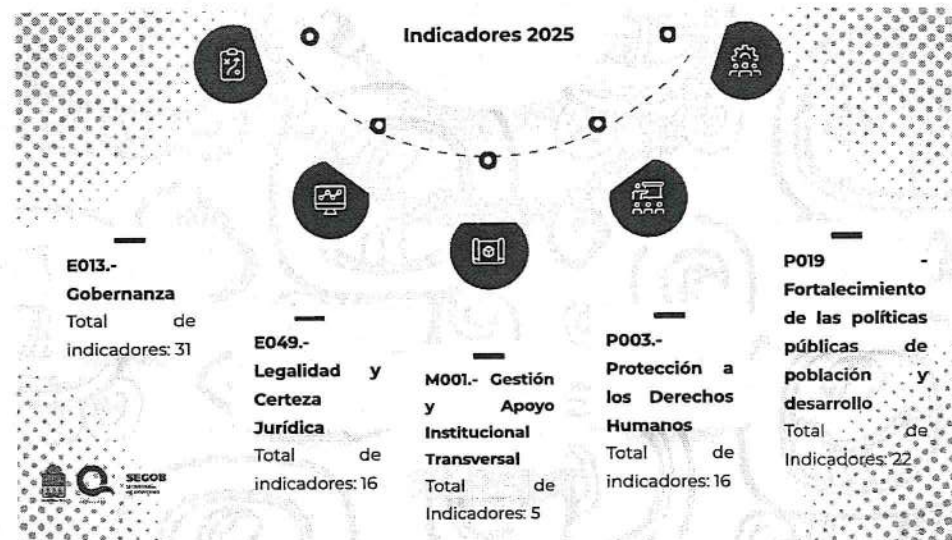 Indicadores 2025
E013.-
Gobernanza
Total de
indicadores: 31
E049.-
Legalidad y
Certeza
Jurídica
Total de
indicadores: 16
M001.- Gestión
y Apoyo
Institucional
Transversal
Total de
Indicadores: 5
P003.-
Protección a
los Derechos
Humanos
Total de
indicadores: 16
P019 -
Fortalecimiento
de las políticas
públicas de
población y
desarrollo
Total de
Indicadores: 22
SEGOB